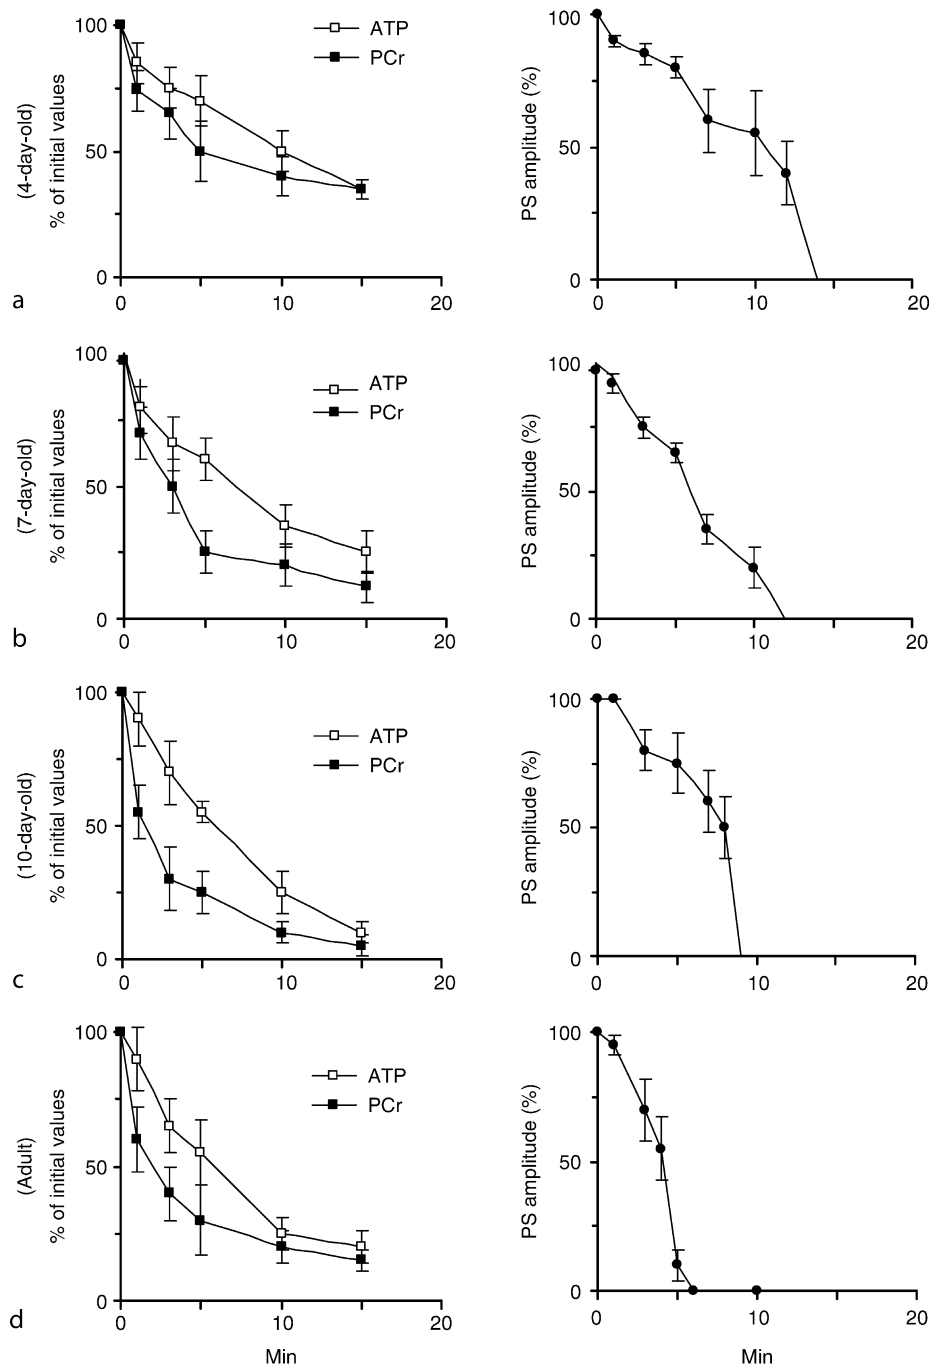 100
50
0
0
10
20
(4-day-old)
% of initial values
ATP
PCr
a
100
50
0
0
10
20
PS amplitude (%)
100
50
0
0
10
20
(7-day-old)
% of initial values
ATP
PCr
b
100
50
0
0
10
20
PS amplitude (%)
100
50
0
0
10
20
(10-day-old)
% of initial values
ATP
PCr
c
100
50
0
0
10
20
PS amplitude (%)
100
50
0
0
10
20
(Adult)
% of initial values
ATP
PCr
d
Min
100
50
0
0
10
20
PS amplitude (%)
Min